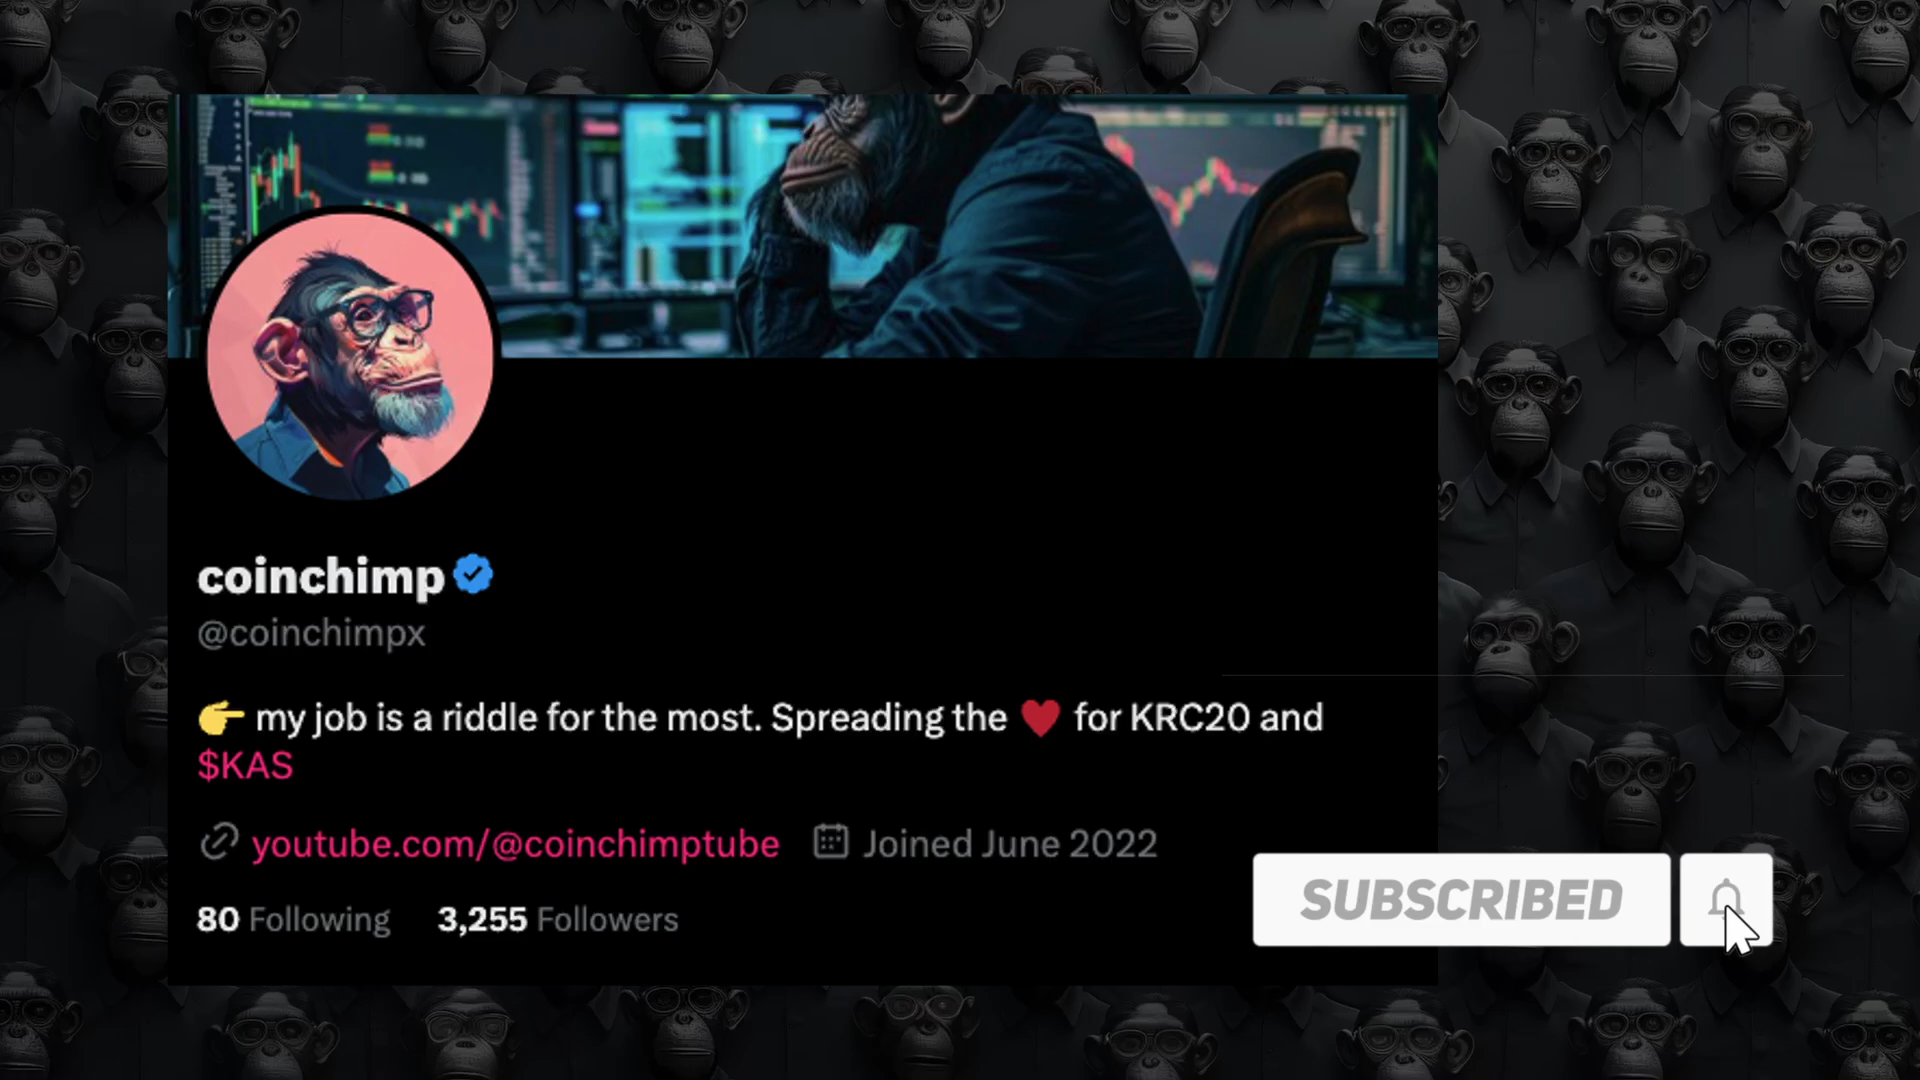 coinchimp
@coinchimpx
👉 my job is a riddle for the most. Spreading the ♥️ for KRC20 and
$KAS
youtube.com/@coinchimptube Joined June 2022
80 Following 3,255 Followers
SUBSCRIBED